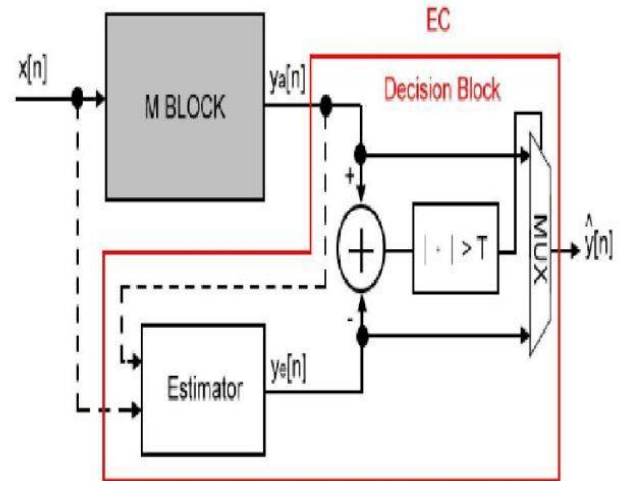 EC
x[n]
M BLOCK
ya[n]
Decision Block
+
+
| · | > T
MUX
ŷ[n]
-
Estimator
ye[n]